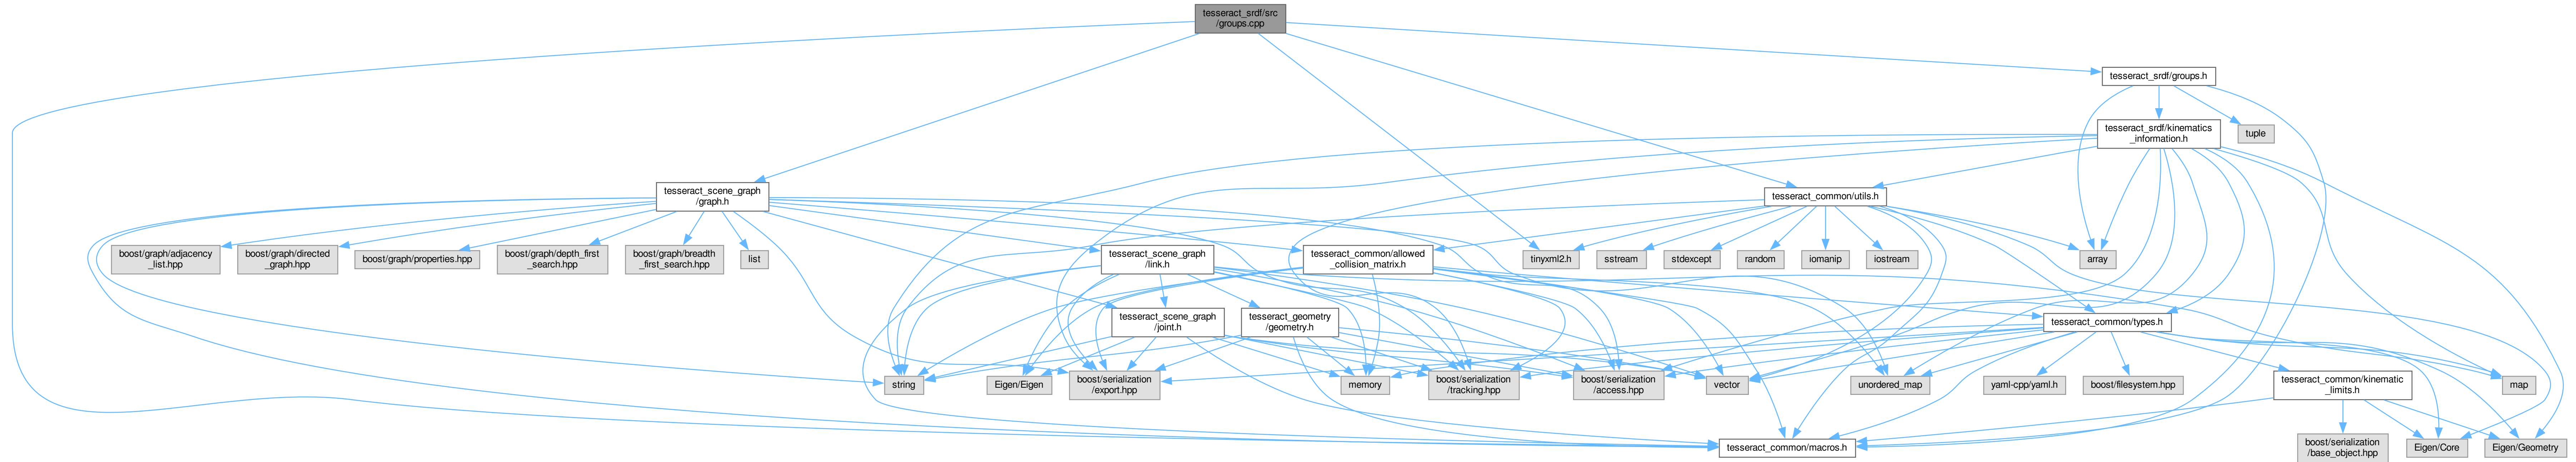 tesseract_srdf/src
/groups.cpp
tesseract_srdf/groups.h
tesseract_srdf/kinematics
_information.h
tuple
tesseract_scene_graph
/graph.h
tesseract_common/utils.h
boost/graph/adjacency
_list.hpp
boost/graph/directed
_graph.hpp
boost/graph/properties.hpp
boost/graph/depth_first
_search.hpp
boost/graph/breadth
_first_search.hpp
list
tesseract_scene_graph
/link.h
tesseract_common/allowed
_collision_matrix.h
tinyxml2.h
sstream
stdexcept
random
iomanip
iostream
array
tesseract_scene_graph
/joint.h
tesseract_geometry
/geometry.h
tesseract_common/types.h
string
Eigen/Eigen
boost/serialization
/export.hpp
memory
boost/serialization
/tracking.hpp
boost/serialization
/access.hpp
vector
unordered_map
yaml-cpp/yaml.h
boost/filesystem.hpp
tesseract_common/kinematic
_limits.h
map
tesseract_common/macros.h
boost/serialization
/base_object.hpp
Eigen/Core
Eigen/Geometry